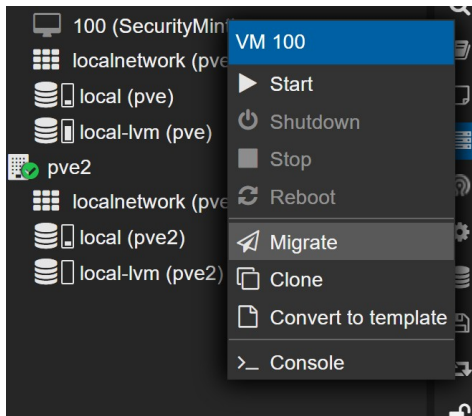 100 (SecurityMint
localnetwork (pve
local (pve)
local-lvm (pve)
pve2
localnetwork (pve
local (pve2)
local-lvm (pve2)
VM 100
Start
Shutdown
Stop
Reboot
Migrate
Clone
Convert to template
Console